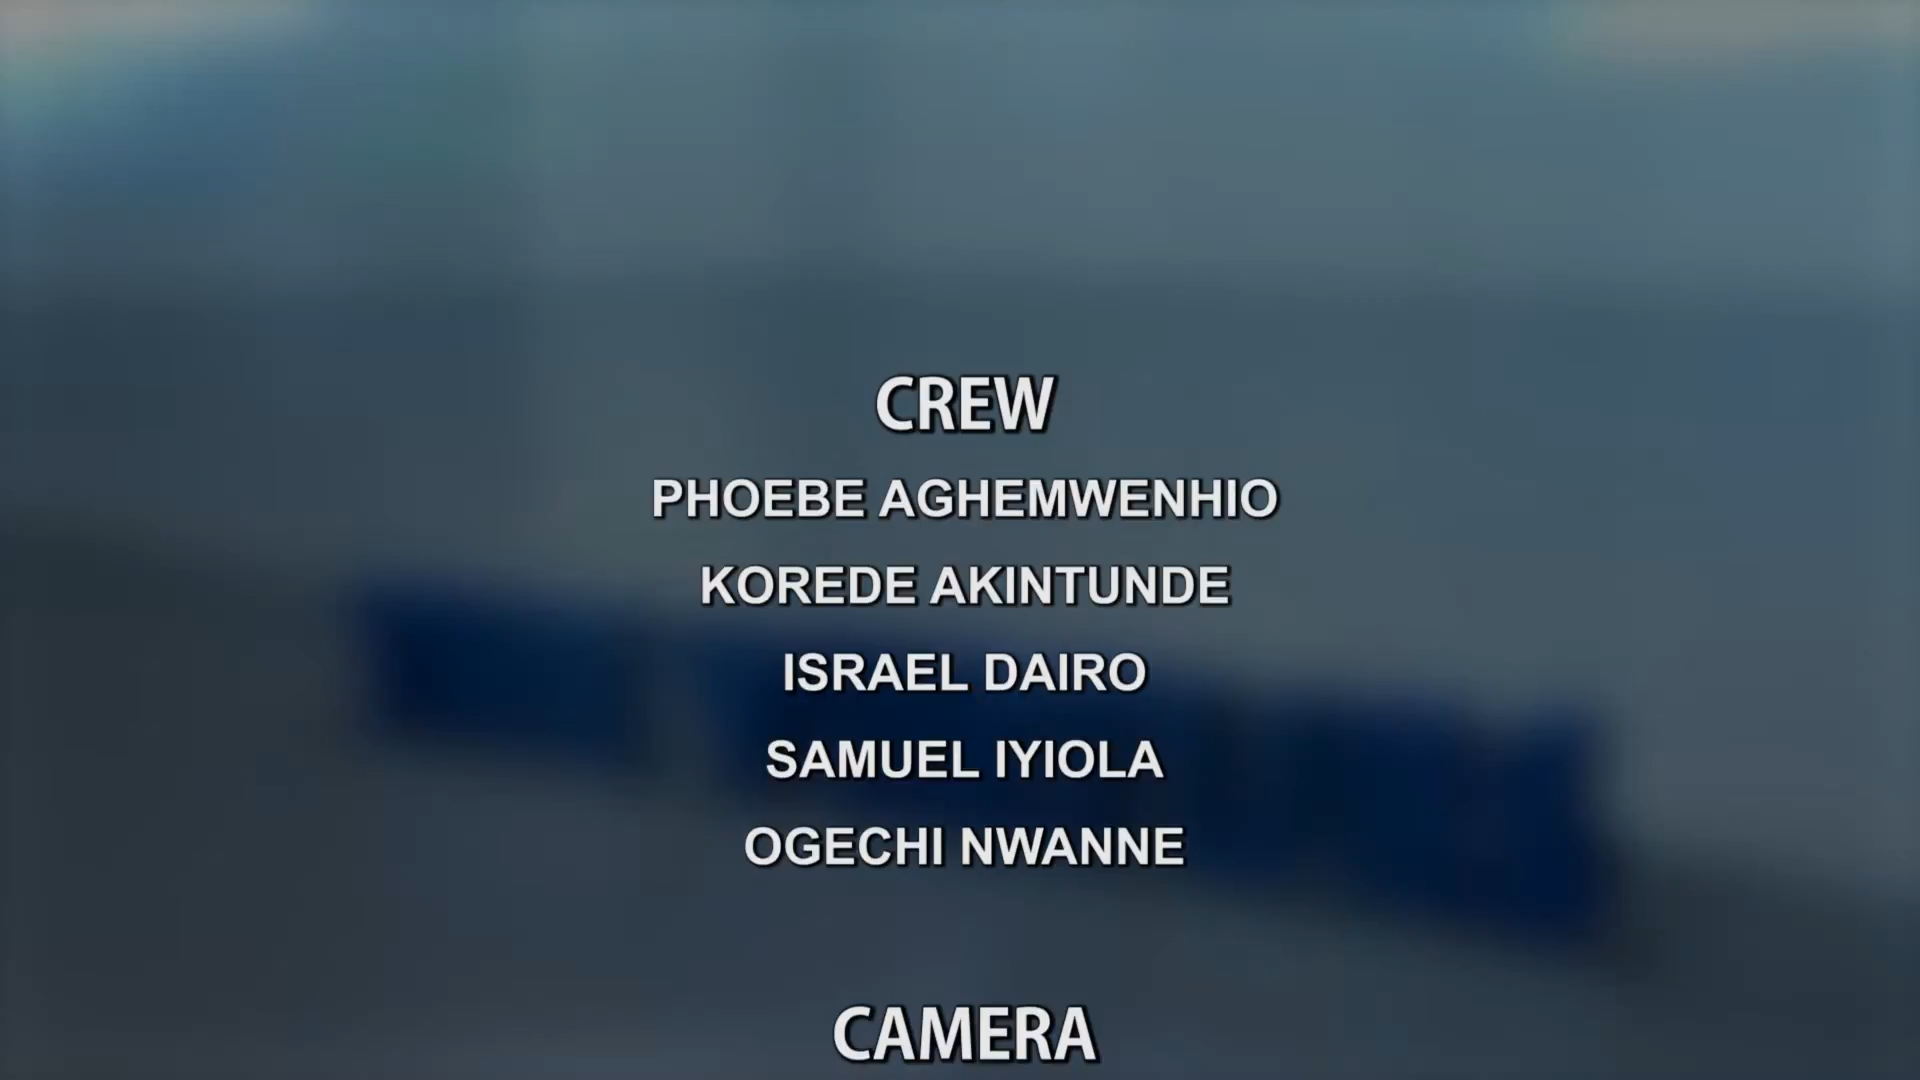 CREW
PHOEBE AGHEMWENHIO
KOREDE AKINTUNDE
ISRAEL DAIRO
SAMUEL IYIOLA
OGECHI NWANNE
CAMERA